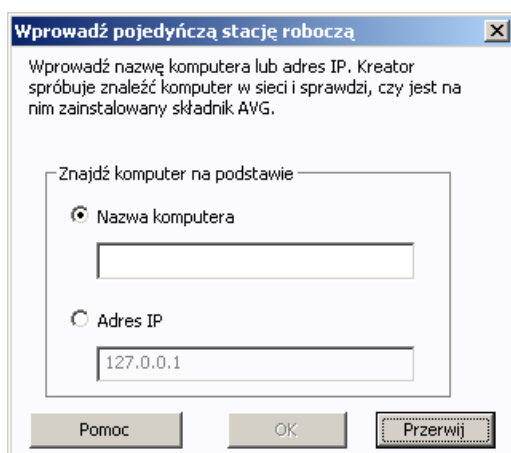 Wprowadź pojedyńczą stację roboczą
Wprowadź nazwę komputera lub adres IP. Kreator
spróbuje znaleźć komputer w sieci i sprawdzi, czy jest na
nim zainstalowany składnik AVG.
Znajdź komputer na podstawie
Nazwa komputera
Adres IP
127.0.0.1
Pomoc OK Przerwij